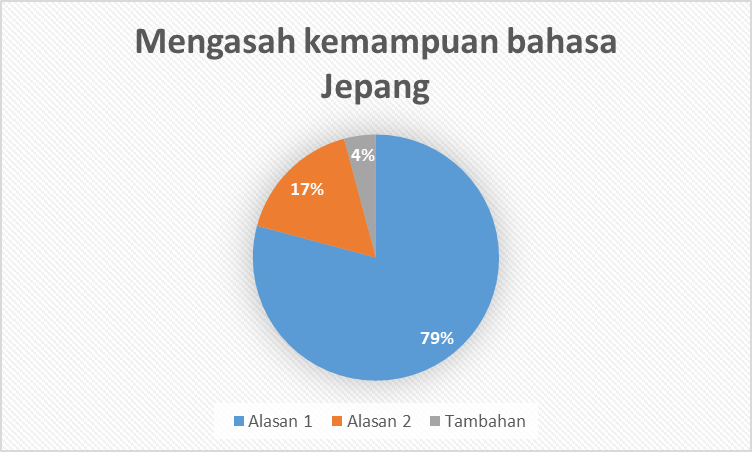 Mengasah kemampuan bahasa
Jepang
4%
17%
79%
Alasan 1 Alasan 2 Tambahan